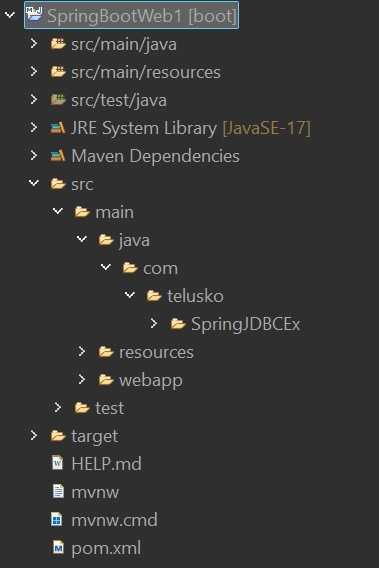 SpringBootWeb1 [boot]
src/main/java
src/main/resources
src/test/java
JRE System Library [JavaSE-17]
Maven Dependencies
src
main
java
com
telusko
SpringJDBCEx
resources
webapp
test
target
HELP.md
mvnw
mvnw.cmd
pom.xml